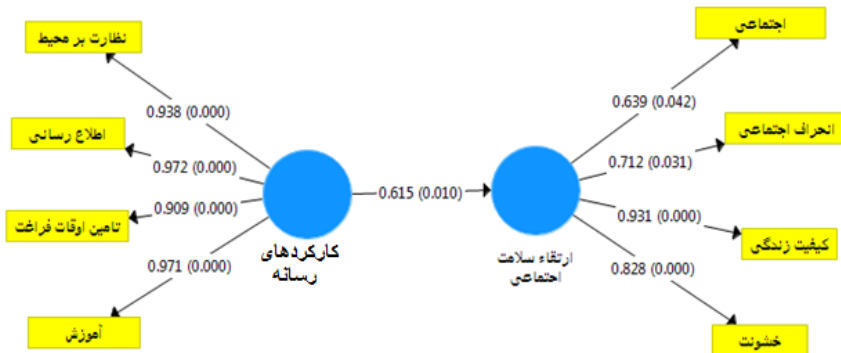 نظارت بر محیط
اطلاع رسانی
تامین اوقات فراغت
آموزش
0.938 (0.000)
0.972 (0.000)
0.909 (0.000)
0.971 (0.000)
کارکردهای
رسانه
0.615 (0.010)
ارتقاء سلامت
اجتماعی
0.639 (0.042)
0.712 (0.031)
0.931 (0.000)
0.828 (0.000)
اجتماعی
انحراف اجتماعی
کیفیت زندگی
خشونت